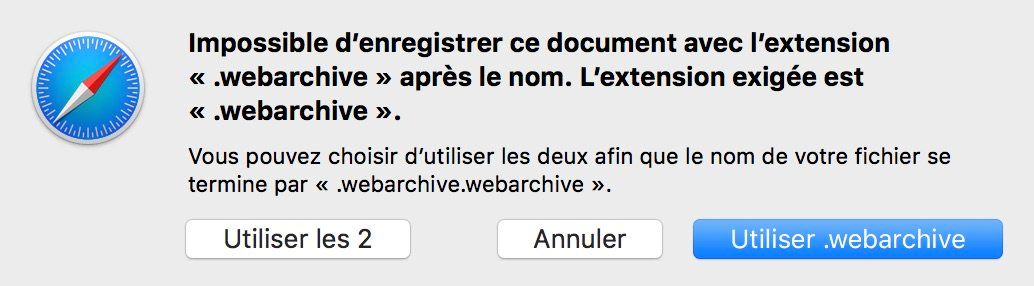 Impossible d’enregistrer ce document avec l’extension
« .webarchive » après le nom. L’extension exigée est
« .webarchive ».
Vous pouvez choisir d’utiliser les deux afin que le nom de votre fichier se
termine par « .webarchive.webarchive ».
Utiliser les 2
Annuler
Utiliser .webarchive